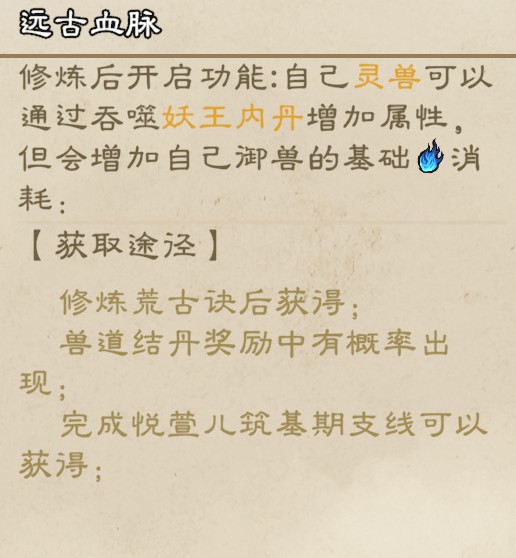 远古血脉
修炼后开启功能:自己灵兽可以
通过吞噬妖王内丹增加属性,
但会增加自己御兽的基础消
耗:
【获取途径】
修炼荒古诀后获得;
兽道结丹奖励中有概率出
现;
完成悦萱儿筑基期支线可以
获得;